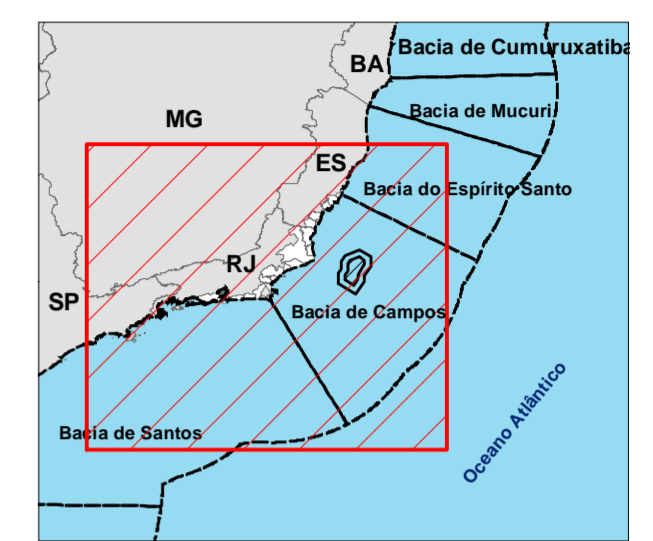 Bacia de Cumuruxatiba
BA
Bacia de Mucuri
MG
ES
Bacia do Espírito Santo
RJ
SP
Bacia de Campos
Oceano Atlântico
Bacia de Santos